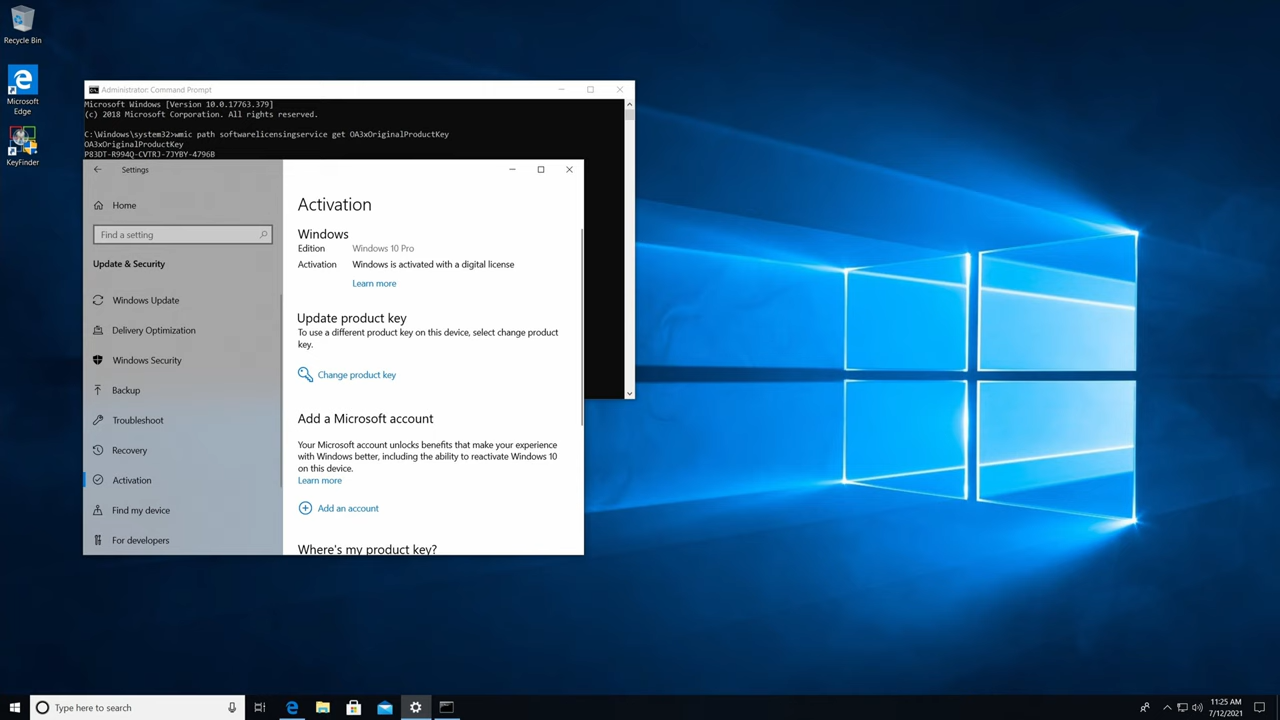 Recycle Bin
Microsoft
Edge
KeyFinder
Administrator: Command Prompt
Microsoft Windows [Version 10.0.17763.379]
(c) 2018 Microsoft Corporation. All rights reserved.
C:\Windows\system32>wmic path softwarelicensingservice get OA3xOriginalProductKey
OA3xOriginalProductKey
P83DT-R994Q-CVTRJ-7JYBY-4796B
Settings
Home
Find a setting
Update & Security
Windows Update
Delivery Optimization
Windows Security
Backup
Troubleshoot
Recovery
Activation
Find my device
For developers
Activation
Windows
Edition Windows 10 Pro
Activation Windows is activated with a digital license
Learn more
Update product key
To use a different product key on this device, select change product
key.
Change product key
Add a Microsoft account
Your Microsoft account unlocks benefits that make your experience
with Windows better, including the ability to reactivate Windows 10
on this device.
Learn more
Add an account
Where's my product key?
Type here to search
11:25 AM
7/12/2021